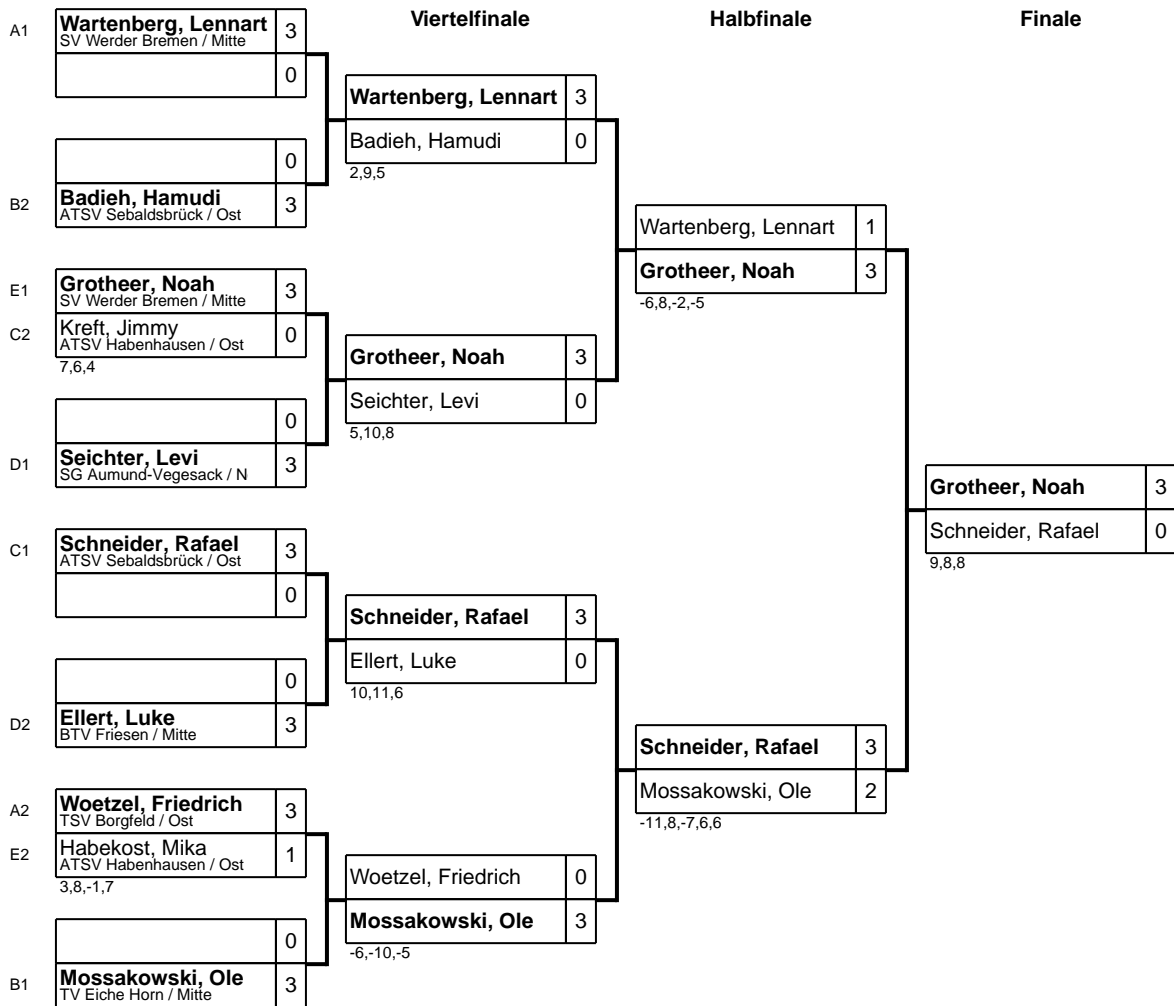 Viertelfinale
Halbfinale
Finale
A1
Wartenberg, Lennart 3
SV Werder Bremen / Mitte
0
0
B2
Badieh, Hamudi 3
ATSV Sebaldsbrück / Ost
E1
Grotheer, Noah 3
SV Werder Bremen / Mitte
C2
Kreft, Jimmy 0
ATSV Habenhausen / Ost
7,6,4
0
D1
Seichter, Levi 3
SG Aumund-Vegesack / N
C1
Schneider, Rafael 3
ATSV Sebaldsbrück / Ost
0
0
D2
Ellert, Luke 3
BTV Friesen / Mitte
A2
Woetzel, Friedrich 3
TSV Borgfeld / Ost
E2
Habekost, Mika 1
ATSV Habenhausen / Ost
3,8,-1,7
0
B1
Mossakowski, Ole 3
TV Eiche Horn / Mitte
Wartenberg, Lennart 3
Badieh, Hamudi 0
2,9,5
Grotheer, Noah 3
Seichter, Levi 0
5,10,8
Schneider, Rafael 3
Ellert, Luke 0
10,11,6
Woetzel, Friedrich 0
Mossakowski, Ole 3
-6,-10,-5
Wartenberg, Lennart 1
Grotheer, Noah 3
-6,8,-2,-5
Schneider, Rafael 3
Mossakowski, Ole 2
-11,8,-7,6,6
Grotheer, Noah 3
Schneider, Rafael 0
9,8,8